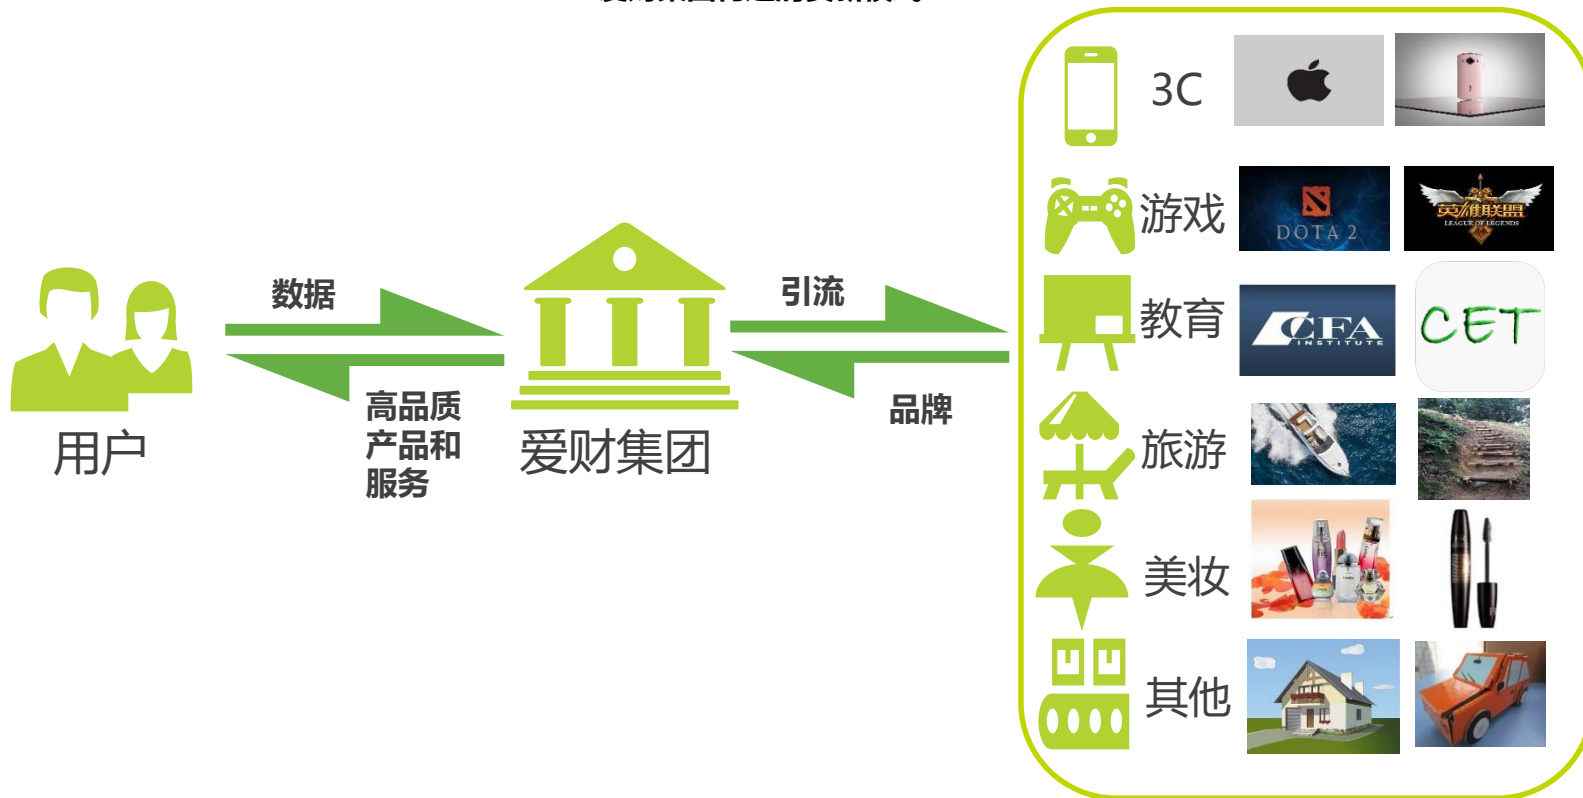 3C
游戏
DOTA 2
英雄联盟
LEAGUE OF LEGENDS
数据
引流
教育
CFA
INSTITUTE
CET
高品质
产品和
服务
品牌
用户
爱财集团
旅游
美妆
其他